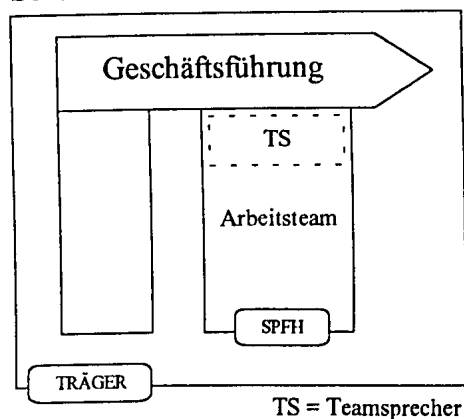 Geschäftsführung
TS
Arbeitsteam
SPFH
TRÄGER
TS = Teamsprecher